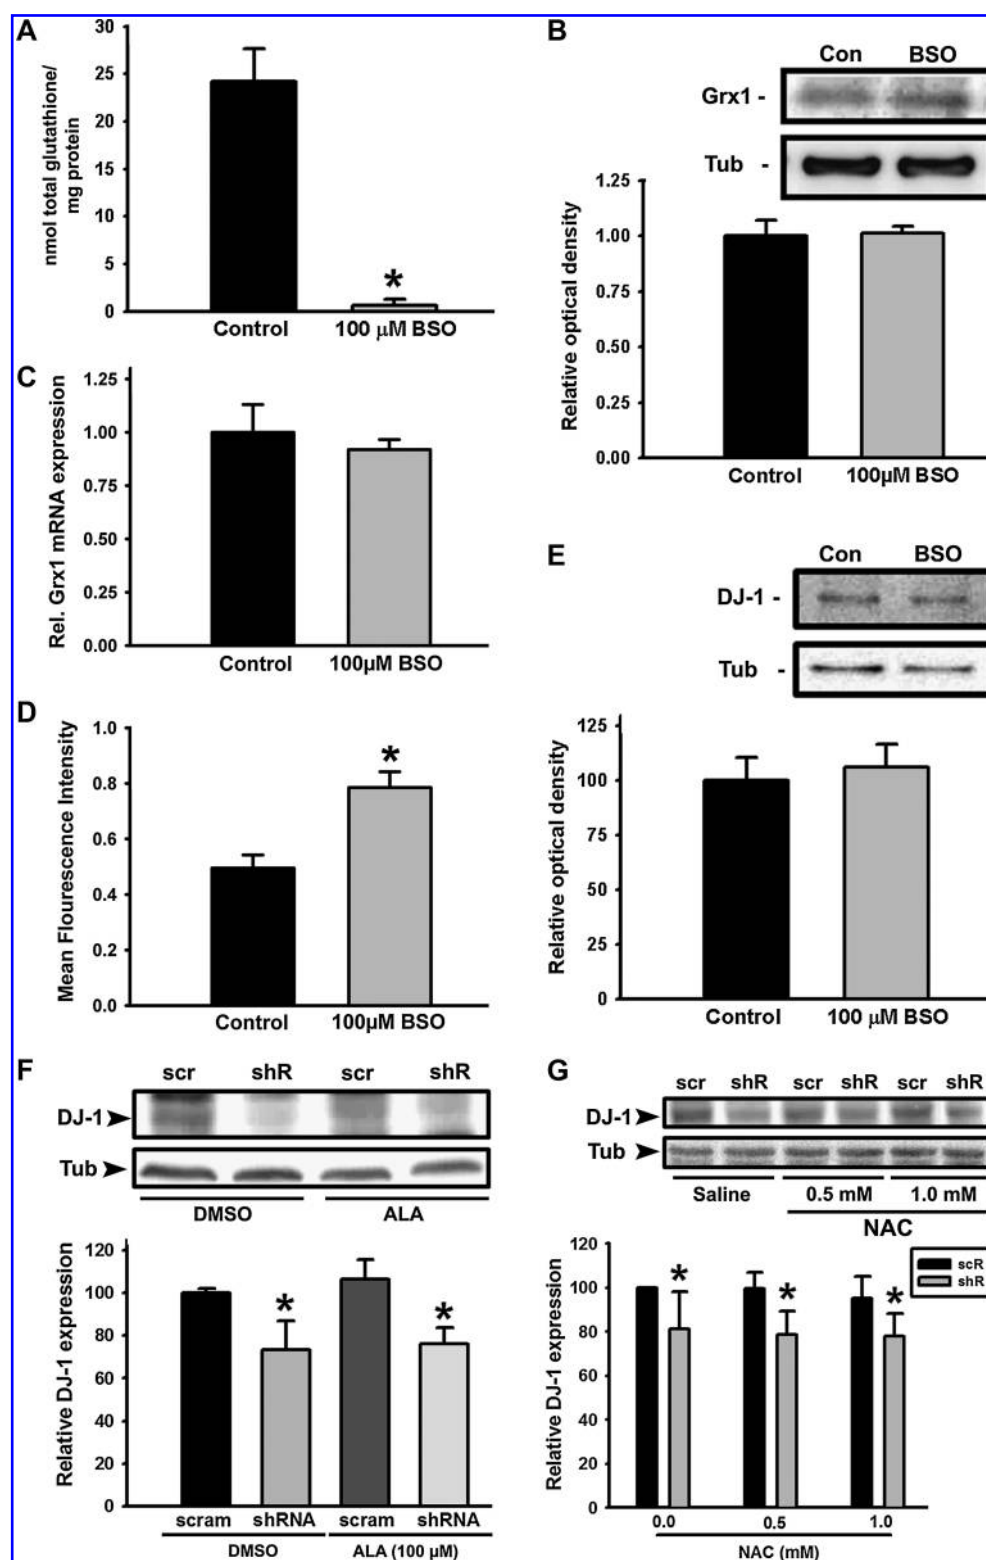 A
nmol total glutathione/
mg protein
30
25
20
15
10
5
0
*
Control
100 µM BSO
B
Con
BSO
Grx1 -
Tub -
Relative optical density
1.25
1.00
0.75
0.50
0.25
0.00
Control
100µM BSO
C
Rel. Grx1 mRNA expression
1.25
1.00
0.75
0.50
0.25
0.00
Control
100µM BSO
D
Mean Flourescence Intensity
1.0
0.8
0.6
0.4
0.2
0.0
*
Control
100µM BSO
E
Con
BSO
DJ-1 -
Tub -
Relative optical density
125
100
75
50
25
0
Control
100 µM BSO
F
scr shR scr shR
DJ-1
Tub
DMSO ALA
Relative DJ-1 expression
120
100
80
60
40
20
0
* *
scram shRNA scram shRNA
DMSO ALA (100 µM)
G
scr shR scr shR scr shR
DJ-1
Tub
Saline 0.5 mM 1.0 mM
NAC
Relative DJ-1 expression
120
100
80
60
40
20
0
scR
shR
* * *
0.0 0.5 1.0
NAC (mM)